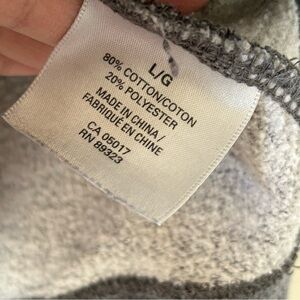 L/G
80% COTTON/COTON
20% POLYESTER
MADE IN CHINA/
FABRIQUÉ EN CHINE
CA 05017
RN 89323